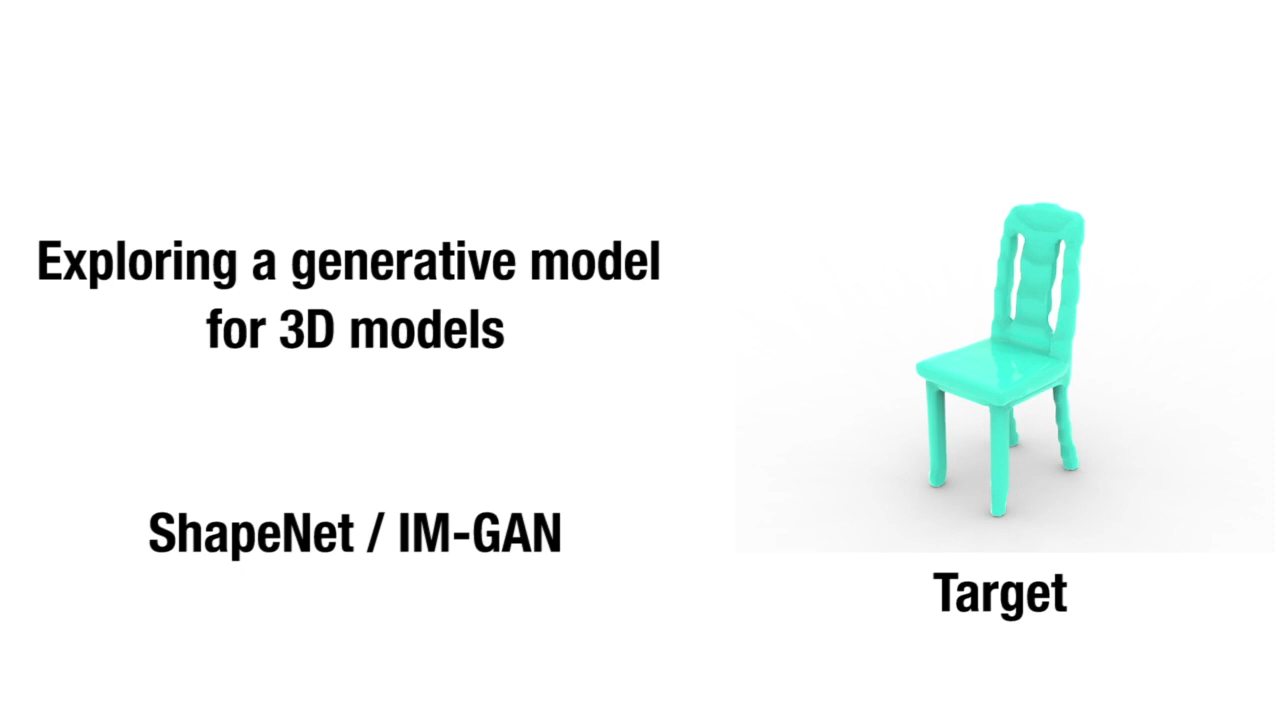 Exploring a generative model
for 3D models
ShapeNet / IM-GAN
Target